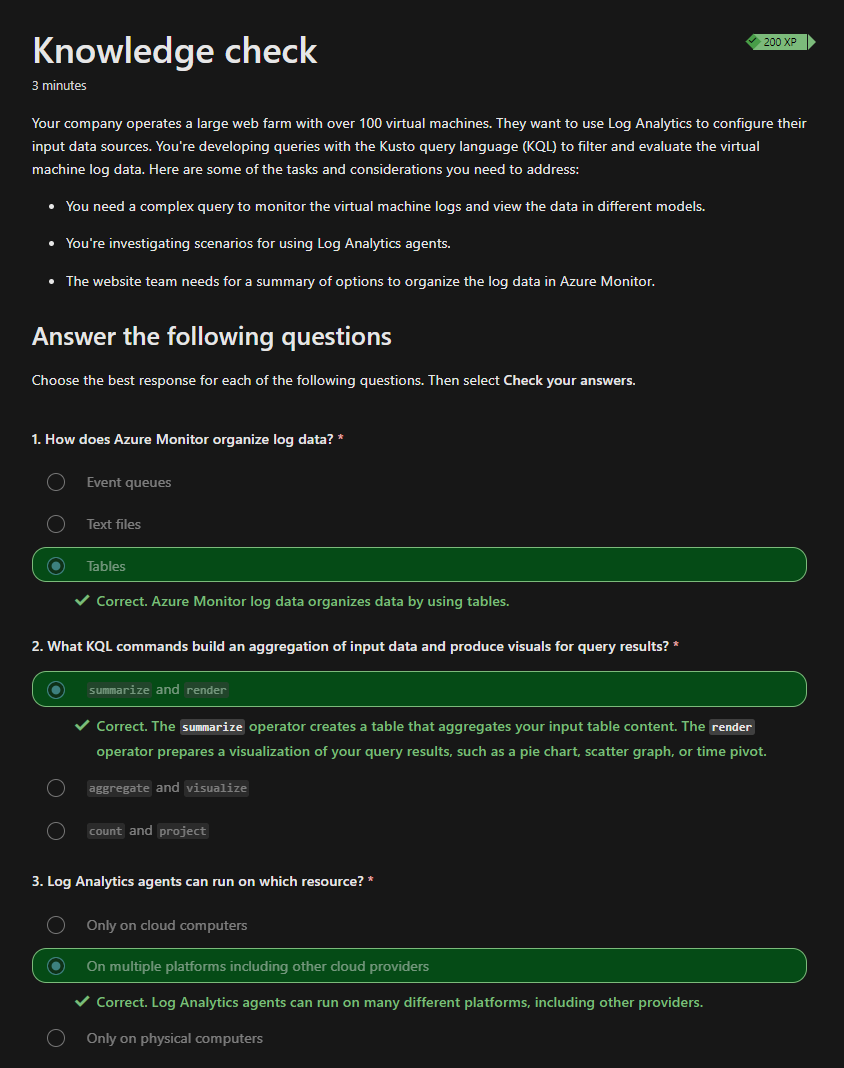 Knowledge check
200 XP
3 minutes
Your company operates a large web farm with over 100 virtual machines. They want to use Log Analytics to configure their
input data sources. You're developing queries with the Kusto query language (KQL) to filter and evaluate the virtual
machine log data. Here are some of the tasks and considerations you need to address:
• You need a complex query to monitor the virtual machine logs and view the data in different models.
• You're investigating scenarios for using Log Analytics agents.
• The website team needs for a summary of options to organize the log data in Azure Monitor.
Answer the following questions
Choose the best response for each of the following questions. Then select Check your answers.
1. How does Azure Monitor organize log data? *
Event queues
Text files
Tables
Correct. Azure Monitor log data organizes data by using tables.
2. What KQL commands build an aggregation of input data and produce visuals for query results? *
summarize and render
Correct. The summarize operator creates a table that aggregates your input table content. The render
operator prepares a visualization of your query results, such as a pie chart, scatter graph, or time pivot.
aggregate and visualize
count and project
3. Log Analytics agents can run on which resource? *
Only on cloud computers
On multiple platforms including other cloud providers
Correct. Log Analytics agents can run on many different platforms, including other providers.
Only on physical computers